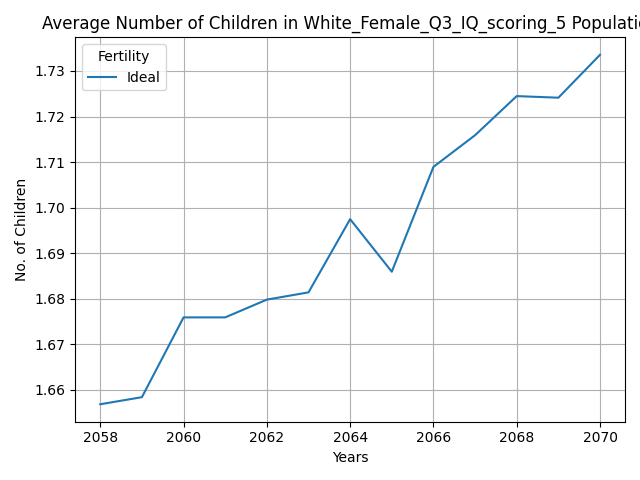 Average Number of Children in White_Female_Q3_IQ_scoring_5 Populatio
Fertility
Ideal
No. of Children
1.73
1.72
1.71
1.70
1.69
1.68
1.67
1.66
2058 2060 2062 2064 2066 2068 2070
Years